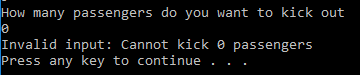 How many passengers do you want to kick out
0
Invalid input: Cannot kick 0 passengers
Press any key to continue . . .